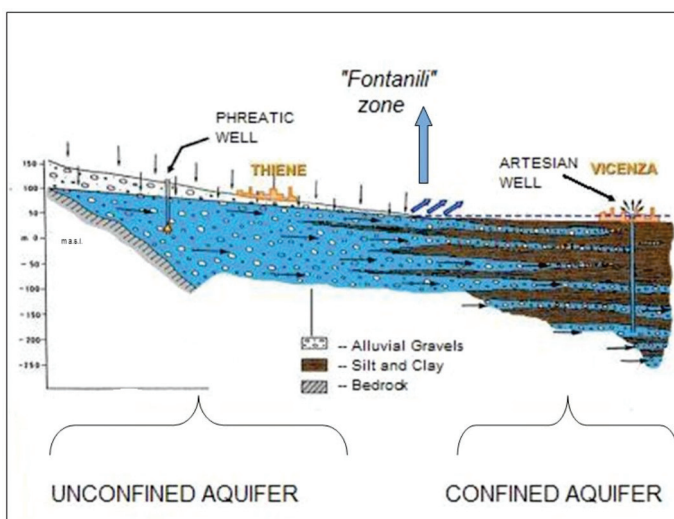 "Fontanili"
zone
PHREATIC
WELL
THIENE
ARTESIAN
WELL
VICENZA
150
100
50
m. 0
m a.s.l.
-50
-100
-150
-200
-250
-- Alluvial Gravels
-- Silt and Clay
-- Bedrock
UNCONFINED AQUIFER
CONFINED AQUIFER